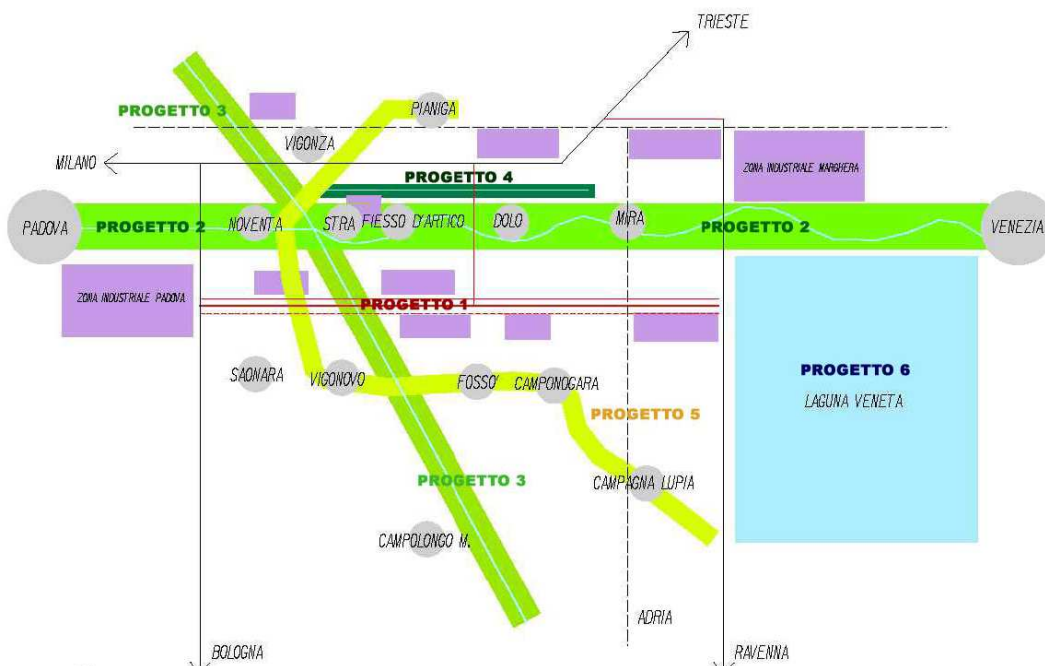 TRIESTE
PROGETTO 3
PIANIGA
VIGONZA
MILANO
ZONA INDUSTRIALE MARGHERA
PROGETTO 4
PADOVA
PROGETTO 2
NOVENTA
STRA
FIESSO D'ARTICO
DOLO
MIRA
PROGETTO 2
VENEZIA
ZONA INDUSTRIALE PADOVA
PROGETTO 1
SAONARA
VIGONOVO
FOSSO'
CAMPONOGARA
PROGETTO 6
LAGUNA VENETA
PROGETTO 5
PROGETTO 3
CAMPAGNA LUPIA
CAMPOLONGO M.
ADRIA
BOLOGNA
RAVENNA